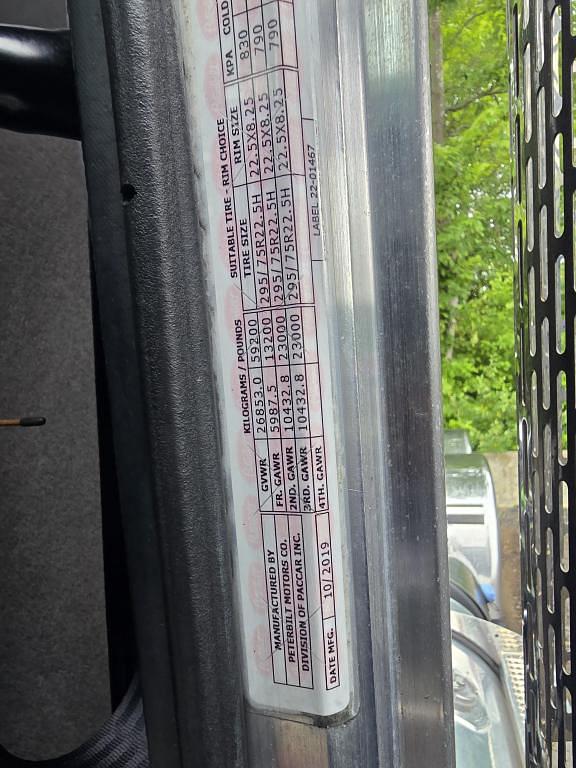 MANUFACTURED BY
PETERBILT MOTORS CO.
DIVISION OF PACCAR INC.
DATE MFG. 10/2019
KILOGRAMS / POUNDS
GVWR 26853.0 59200
FR. GAWR 5987.5 13200
2ND. GAWR 10432.8 23000
3RD. GAWR 10432.8 23000
4TH. GAWR
SUITABLE TIRE - RIM CHOICE
TIRE SIZE RIM SIZE KPA COLD
295/75R22.5H 22.5X8.25 830
295/75R22.5H 22.5X8.25 790
295/75R22.5H 22.5X8.25 790
LABEL 22-01467